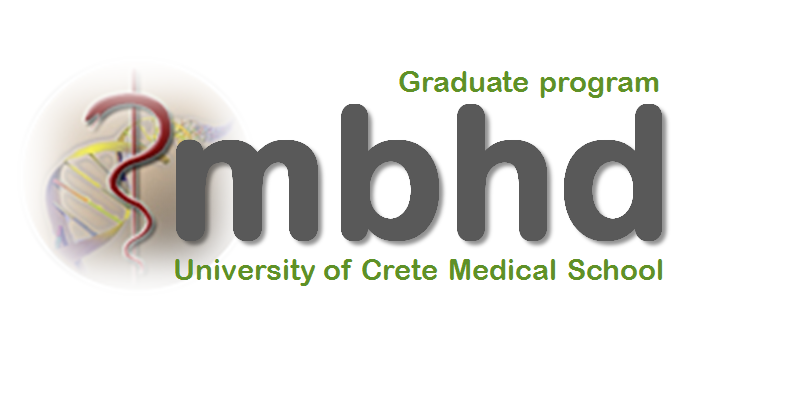 Graduate program
mbhd
University of Crete Medical School